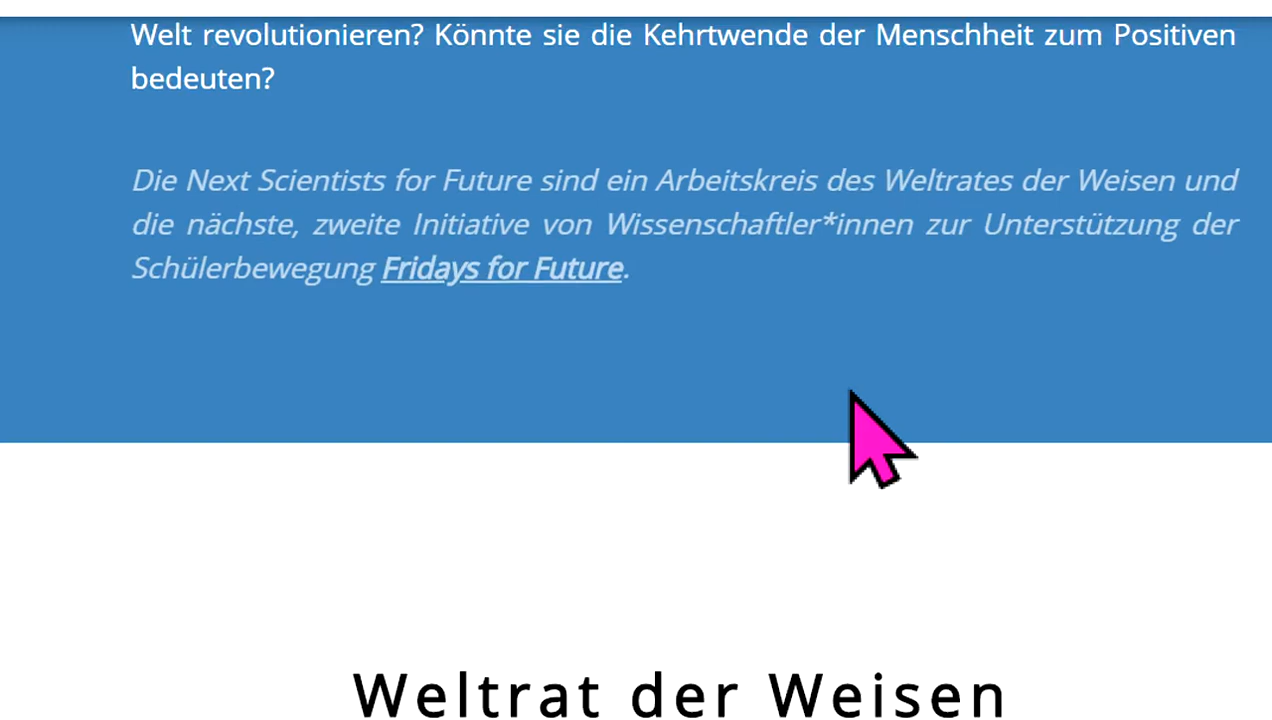 Welt revolutionieren? Könnte sie die Kehrtwende der Menschheit zum Positiven
bedeuten?
Die Next Scientists for Future sind ein Arbeitskreis des Weltrates der Weisen und
die nächste, zweite Initiative von Wissenschaftler*innen zur Unterstützung der
Schülerbewegung Fridays for Future.
Weltrat der Weisen